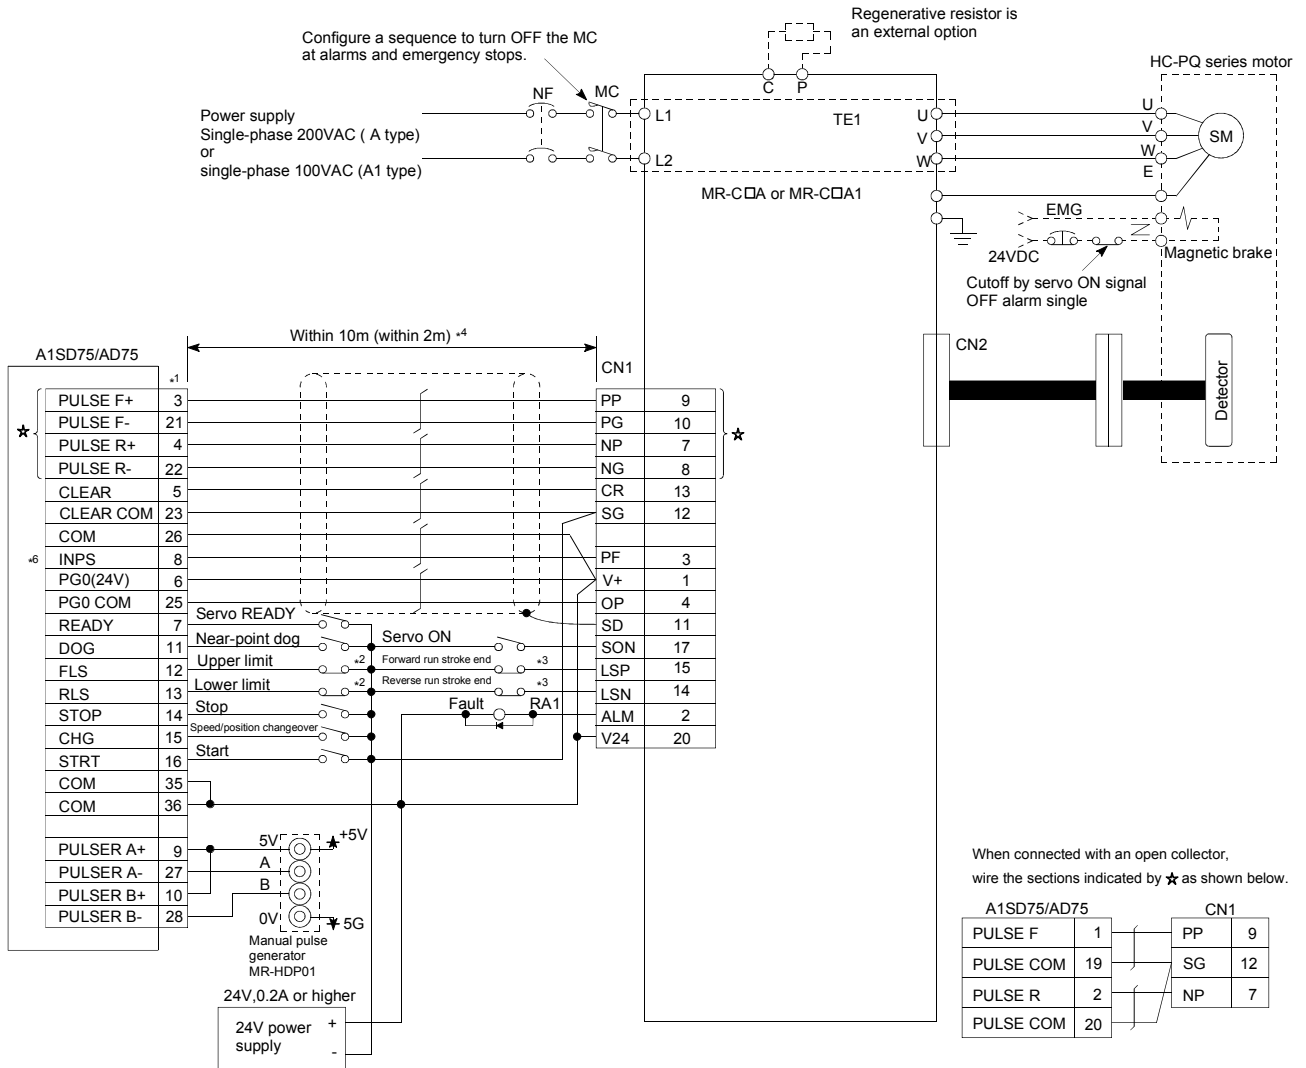 Regenerative resistor is
an external option
Configure a sequence to turn OFF the MC
at alarms and emergency stops.
HC-PQ series motor
C P
NF MC
Power supply
Single-phase 200VAC ( A type)
or
single-phase 100VAC (A1 type)
L1 TE1 U U
V V SM
L2 W W
E
MR-C□A or MR-C□A1
EMG
24VDC
Magnetic brake
Cutoff by servo ON signal
OFF alarm single
Within 10m (within 2m) *4
A1SD75/AD75
CN1
CN2
Detector
*1
☆ ☆
PULSE F+ 3 PP 9
PULSE F- 21 PG 10
PULSE R+ 4 NP 7
PULSE R- 22 NG 8
CLEAR 5 CR 13
CLEAR COM 23 SG 12
COM 26
*6 INPS 8 PF 3
PG0(24V) 6 V+ 1
PG0 COM 25 OP 4
READY 7 Servo READY SD 11
DOG 11 Near-point dog Servo ON SON 17
FLS 12 Upper limit *2 Forward run stroke end *3 LSP 15
RLS 13 Lower limit *2 Reverse run stroke end *3 LSN 14
STOP 14 Stop Fault RA1 ALM 2
CHG 15 Speed/position changeover V24 20
STRT 16 Start
COM 35
COM 36
PULSER A+ 9 5V +5V
PULSER A- 27 A
PULSER B+ 10 B
PULSER B- 28 0V 5G
Manual pulse
generator
MR-HDP01
24V,0.2A or higher
24V power
supply
+
-
When connected with an open collector,
wire the sections indicated by ☆ as shown below.
A1SD75/AD75 CN1
PULSE F 1 PP 9
PULSE COM 19 SG 12
PULSE R 2 NP 7
PULSE COM 20